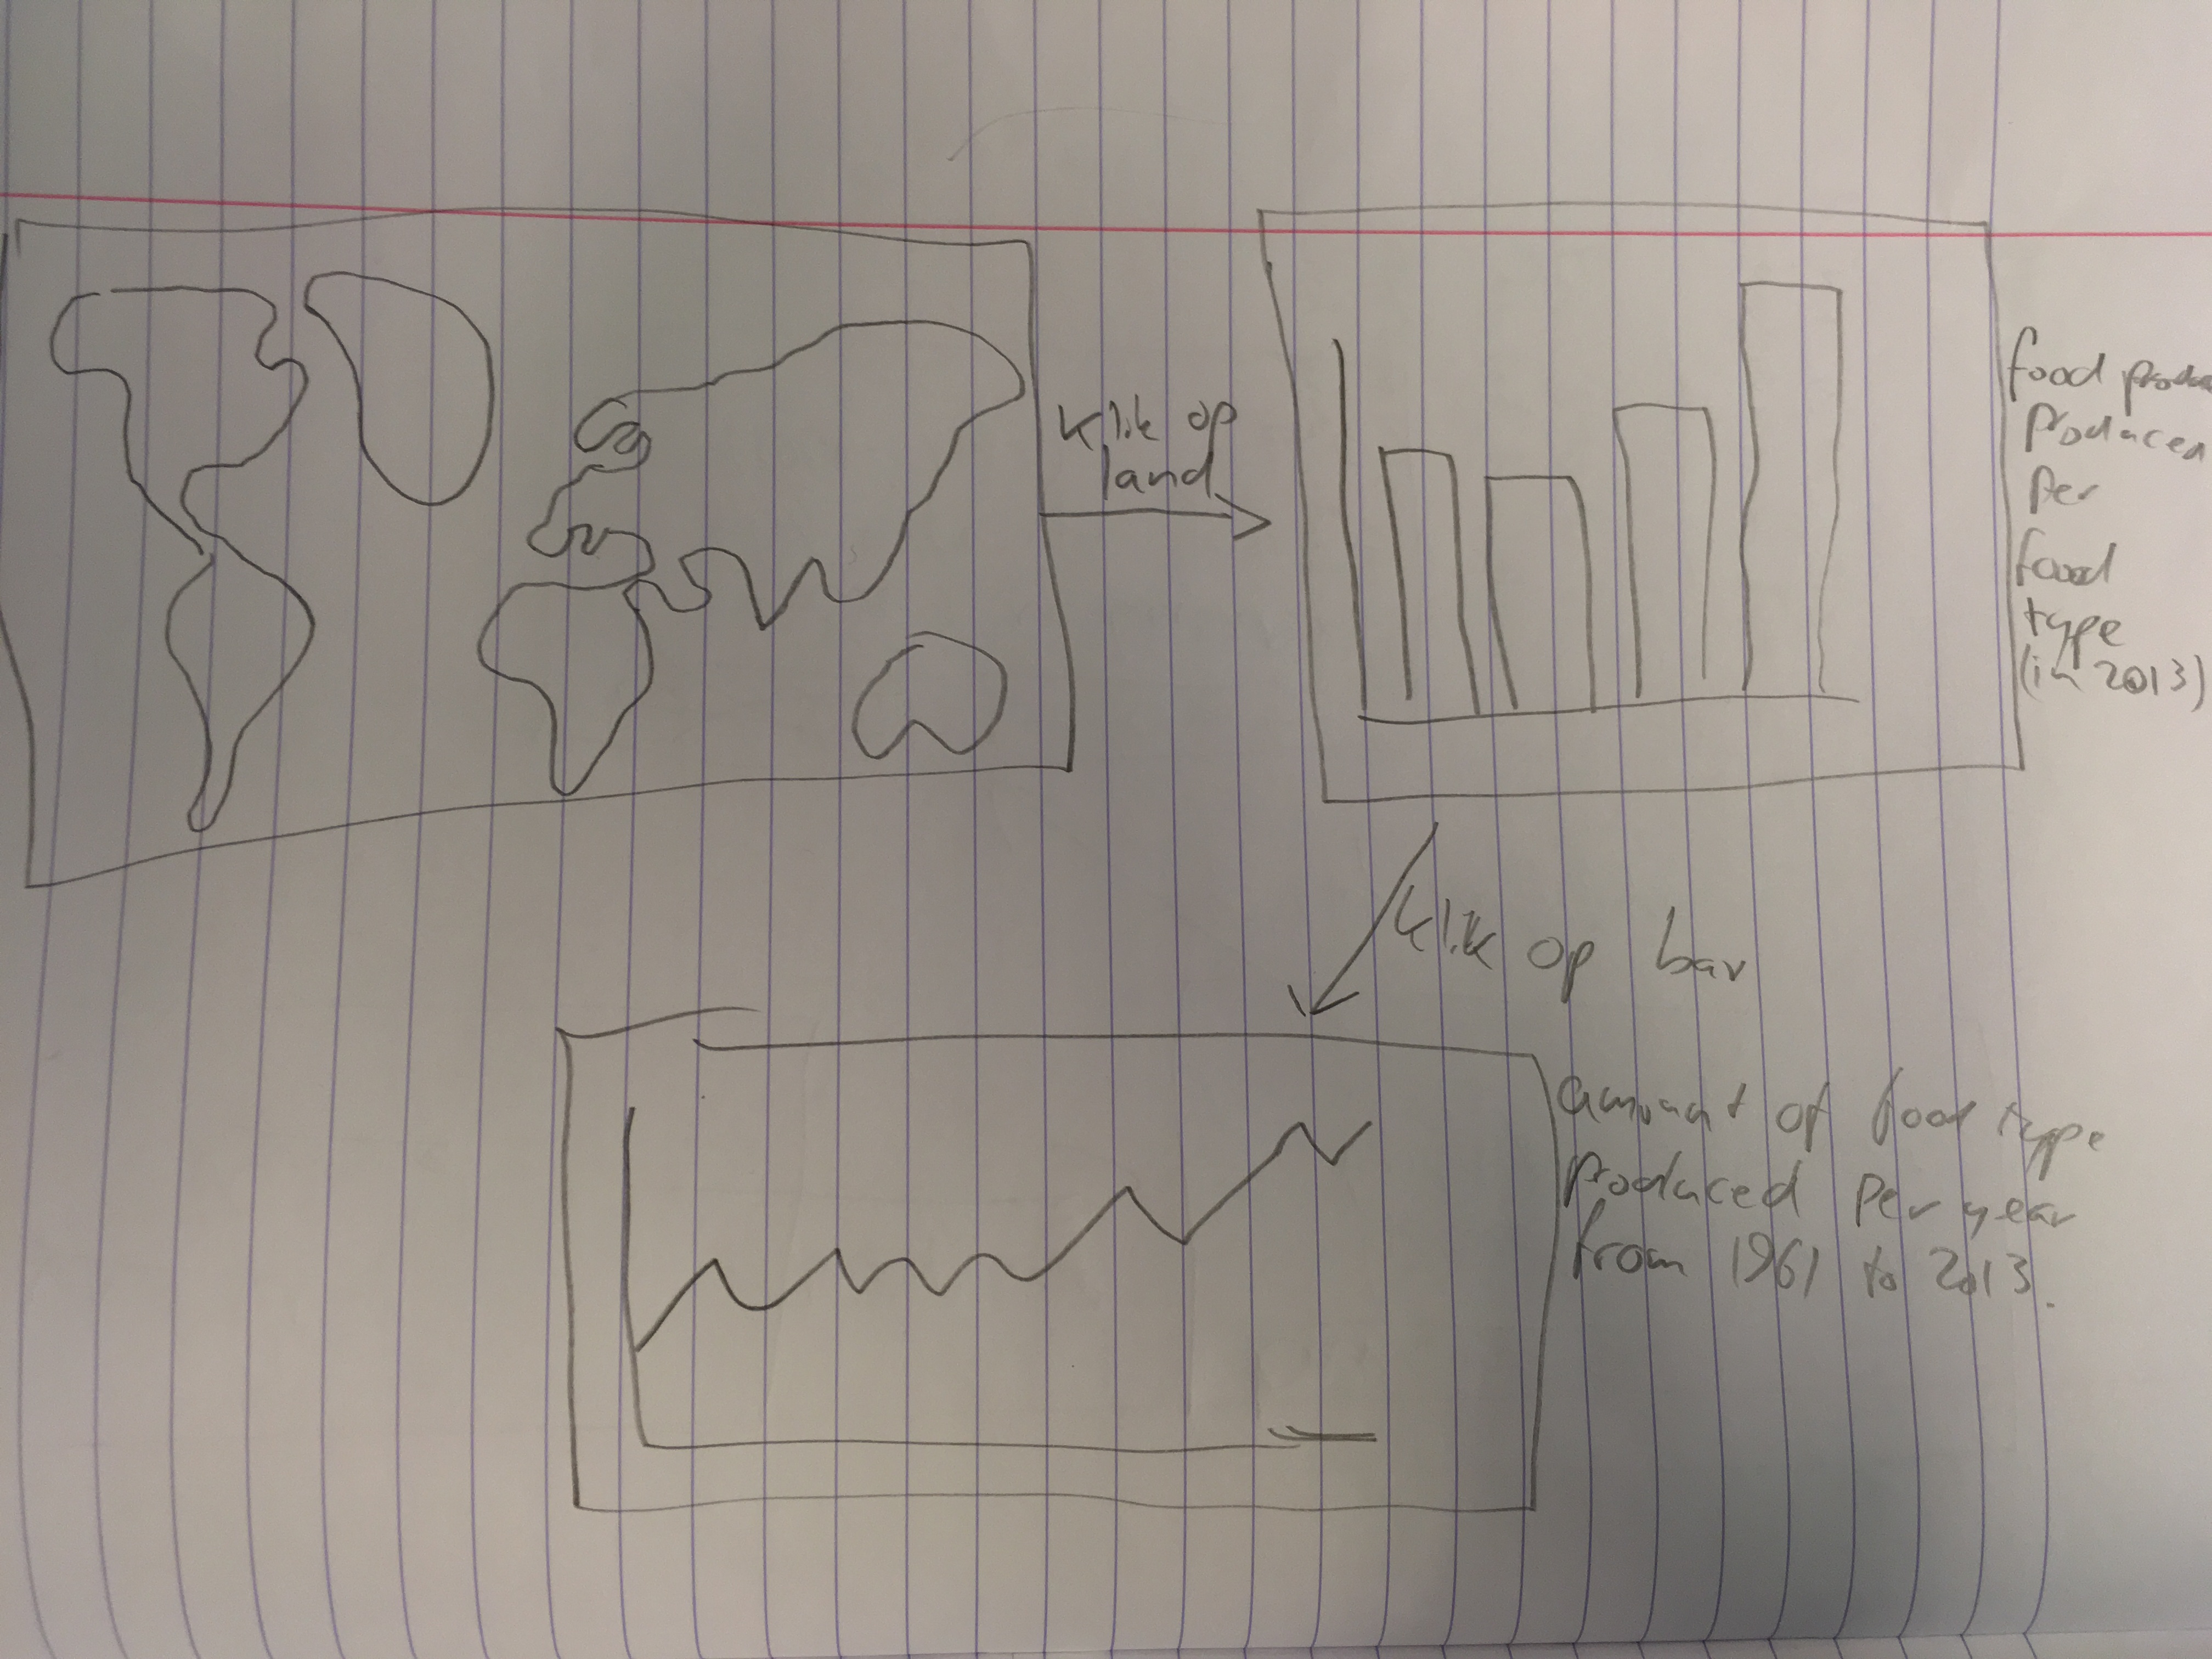 Klik op
land
food produ
Producer
Per
food
type
(in 2013)
klik op bar
amount of food type
Produced Per year
from 1961 to 2013.